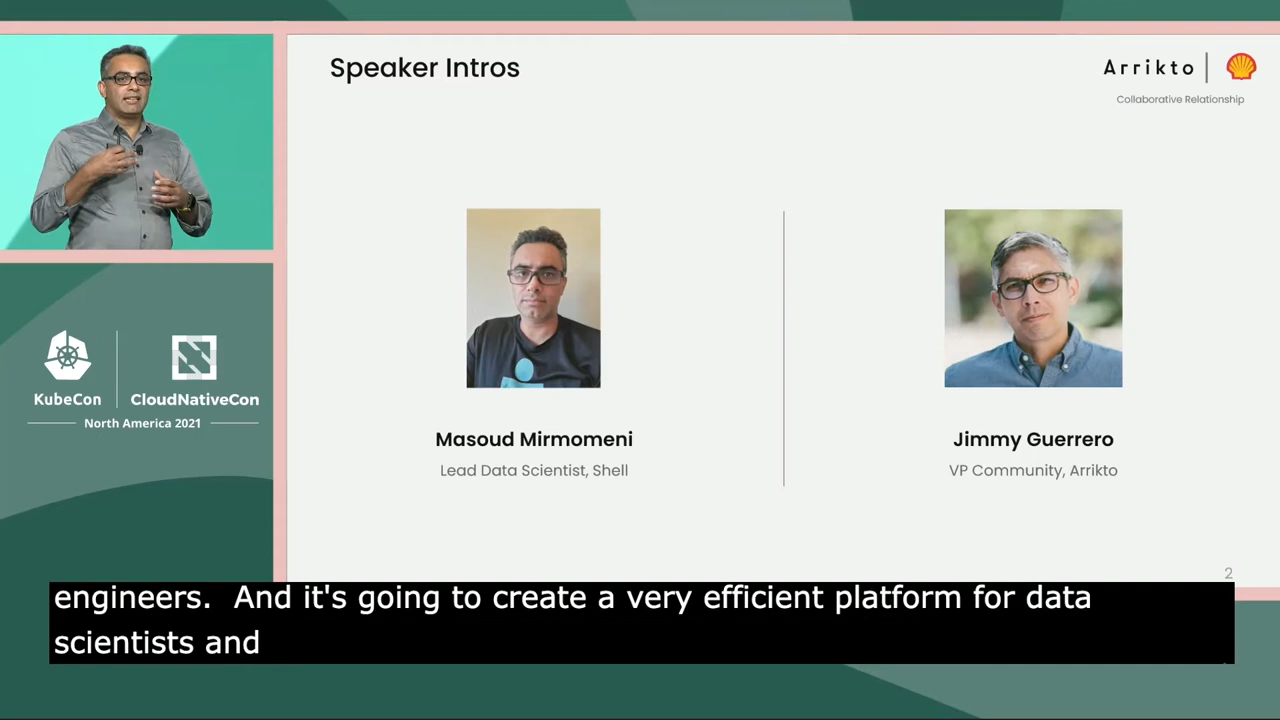 Speaker Intros
Arrikto
Collaborative Relationship
KubeCon
CloudNativeCon
North America 2021
Masoud Mirmomeni
Lead Data Scientist, Shell
Jimmy Guerrero
VP Community, Arrikto
2
engineers.  And it's going to create a very efficient platform for data
scientists and